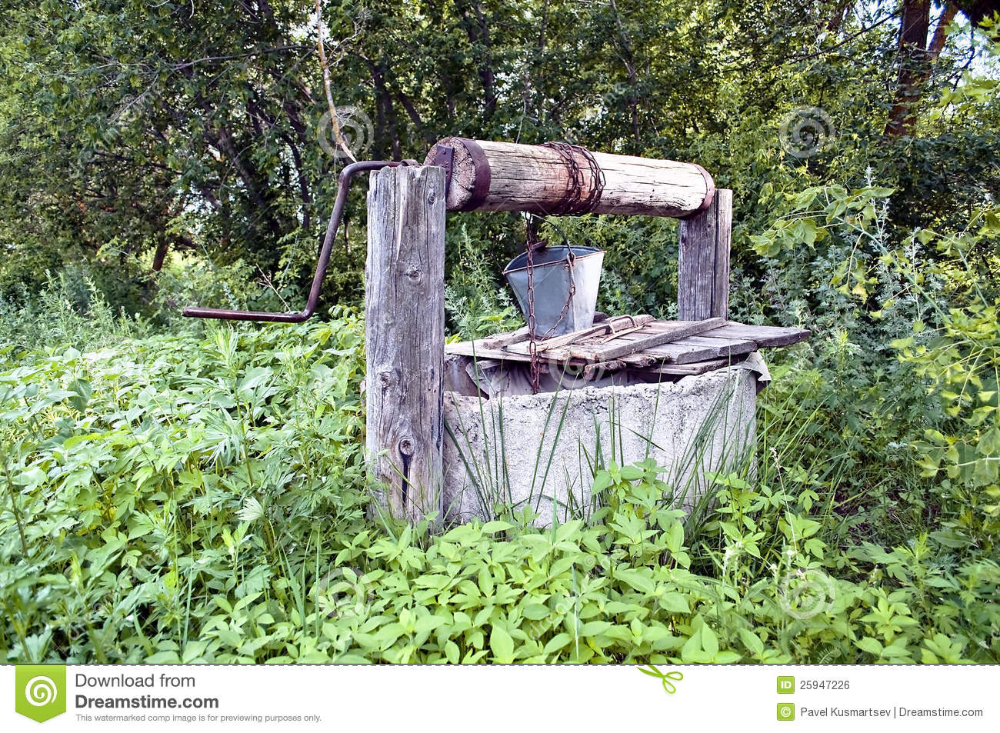 Download from
Dreamstime.com
This watermarked comp image is for previewing purposes only.
ID 25947226
© Pavel Kusmartsev | Dreamstime.com